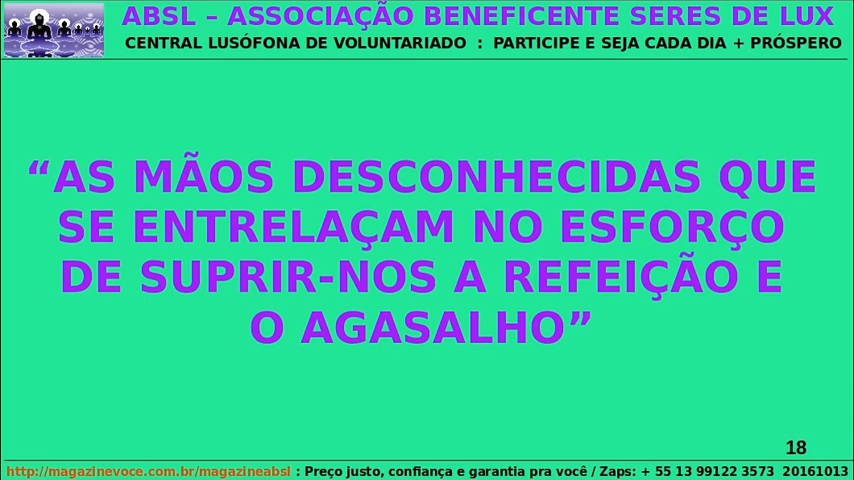 ABSL – ASSOCIAÇÃO BENEFICENTE SERES DE LUX
CENTRAL LUSÓFONA DE VOLUNTARIADO : PARTICIPE E SEJA CADA DIA + PRÓSPERO
“AS MÃOS DESCONHECIDAS QUE
SE ENTRELAÇAM NO ESFORÇO
DE SUPRIR-NOS A REFEIÇÃO E
O AGASALHO”
18
http://magazinevoce.com.br/magazineabsl : Preço justo, confiança e garantia pra você / Zaps: + 55 13 99122 3573 20161013